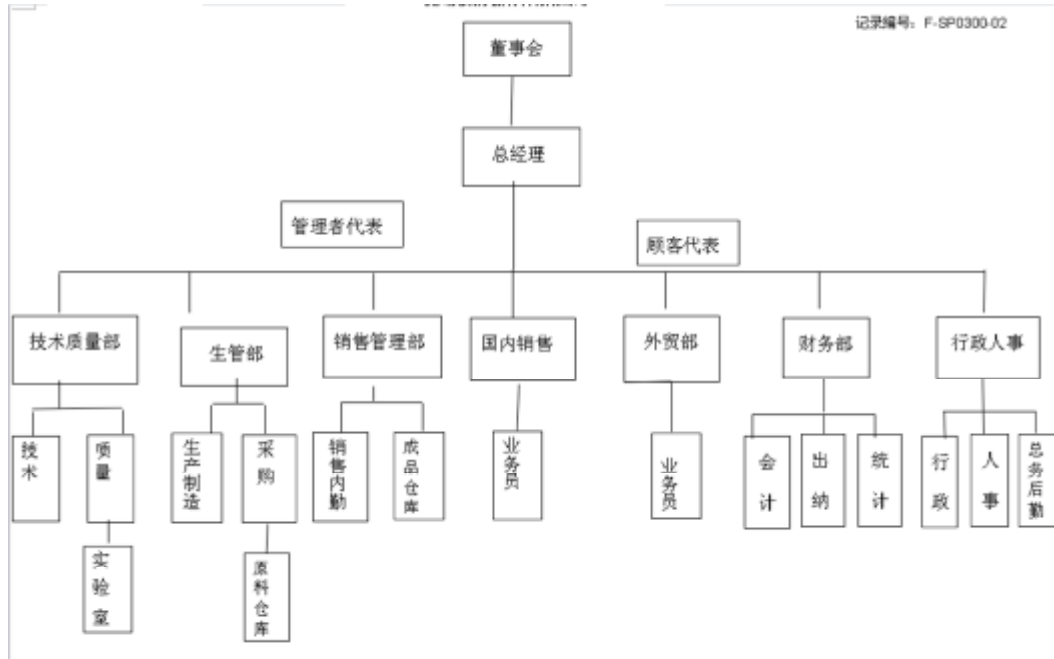 记录编号：F-SP0300-02
董事会
总经理
管理者代表
顾客代表
技术质量部
生管部
销售管理部
国内销售
外贸部
财务部
行政人事
技术
质量
生产制造
采购
销售内勤
成品仓库
业务员
业务员
会计
出纳
统计
行政
人事
总务后勤
实验室
原料仓库